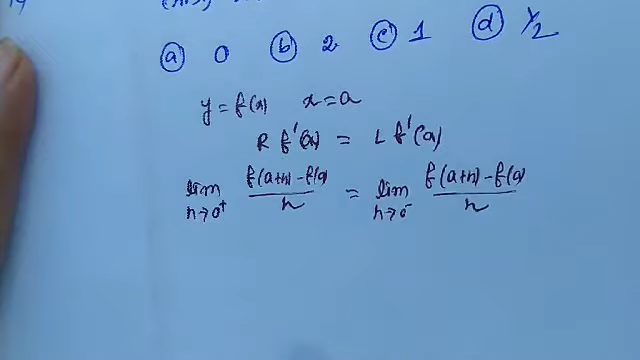 ⓐ 0 ⓑ 2 ⓒ 1 ⓓ 1/2
y = f(x) x = a
R f'(a) = L f'(a)
lim h→0⁺ f(a+h) - f(a) / h = lim h→0⁻ f(a+h) - f(a) / h